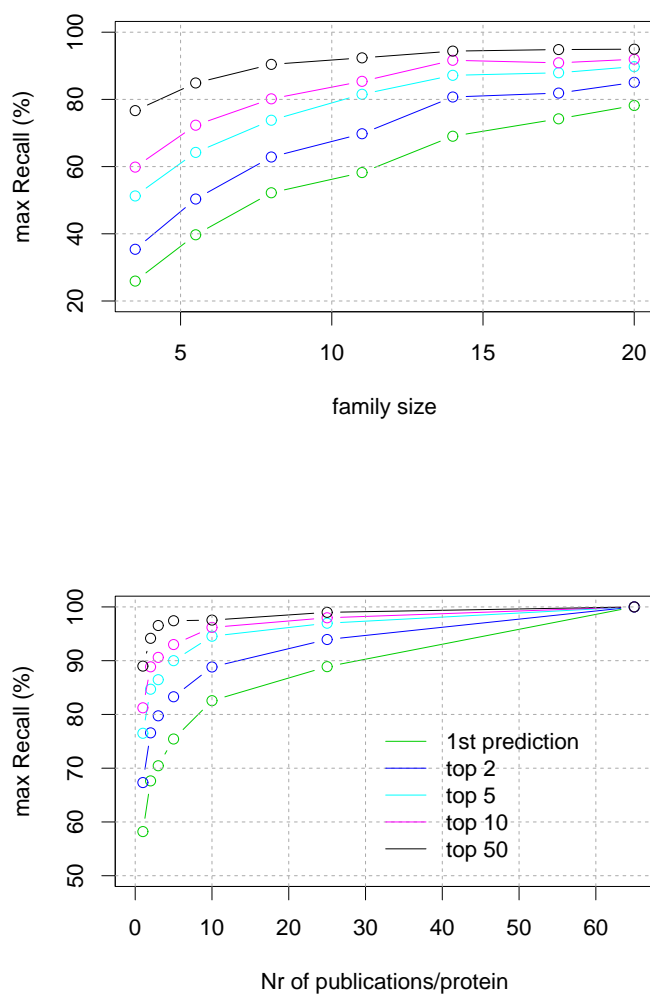 100
80
60
40
20
max Recall (%)
5
10
15
20
family size
100
90
80
70
60
50
max Recall (%)
1st prediction
top 2
top 5
top 10
top 50
0
10
20
30
40
50
60
Nr of publications/protein